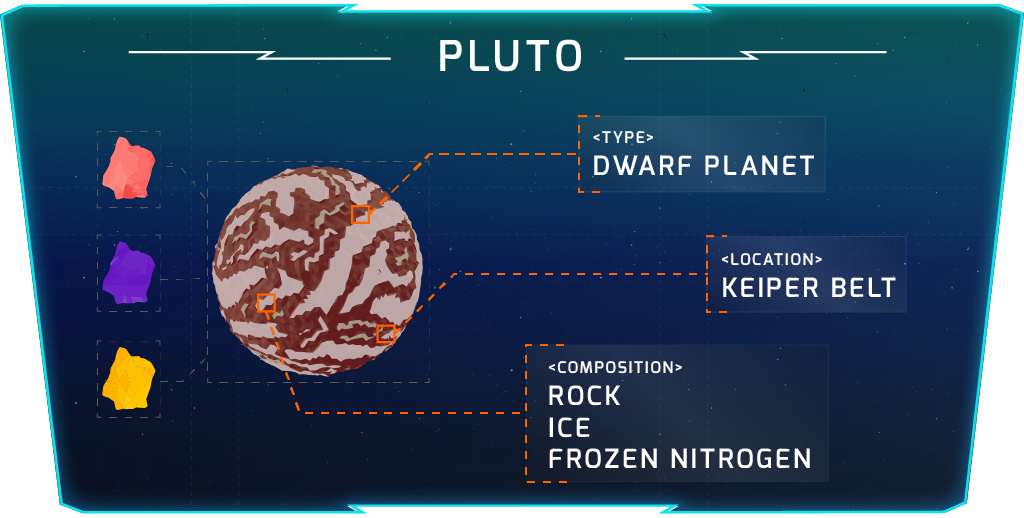 PLUTO
<TYPE>
DWARF PLANET
<LOCATION>
KEIPER BELT
<COMPOSITION>
ROCK
ICE
FROZEN NITROGEN